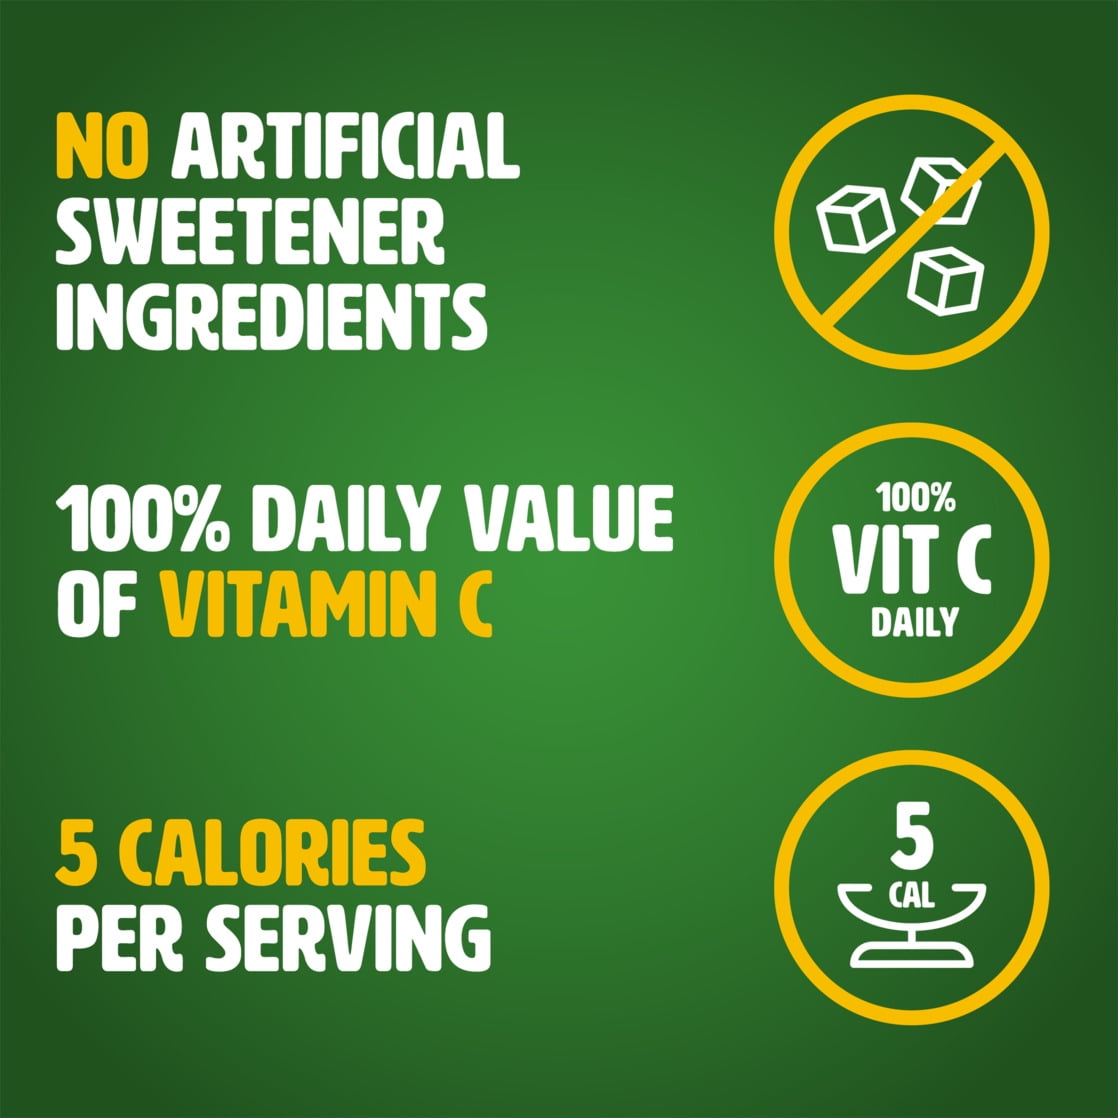 NO ARTIFICIAL
SWEETENER
INGREDIENTS
100% DAILY VALUE
OF VITAMIN C
100%
VIT C
DAILY
5 CALORIES
PER SERVING
5
CAL